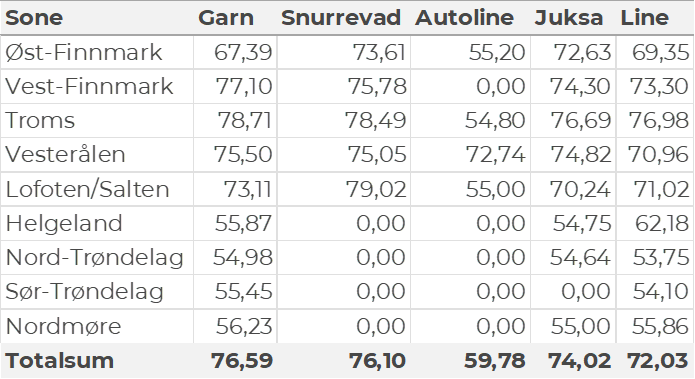 Sone Garn Snurrevad Autoline Juksa Line
Øst-Finnmark 67,39 73,61 55,20 72,63 69,35
Vest-Finnmark 77,10 75,78 0,00 74,30 73,30
Troms 78,71 78,49 54,80 76,69 76,98
Vesterålen 75,50 75,05 72,74 74,82 70,96
Lofoten/Salten 73,11 79,02 55,00 70,24 71,02
Helgeland 55,87 0,00 0,00 54,75 62,18
Nord-Trøndelag 54,98 0,00 0,00 54,64 53,75
Sør-Trøndelag 55,45 0,00 0,00 0,00 54,10
Nordmøre 56,23 0,00 0,00 55,00 55,86
Totalsum 76,59 76,10 59,78 74,02 72,03